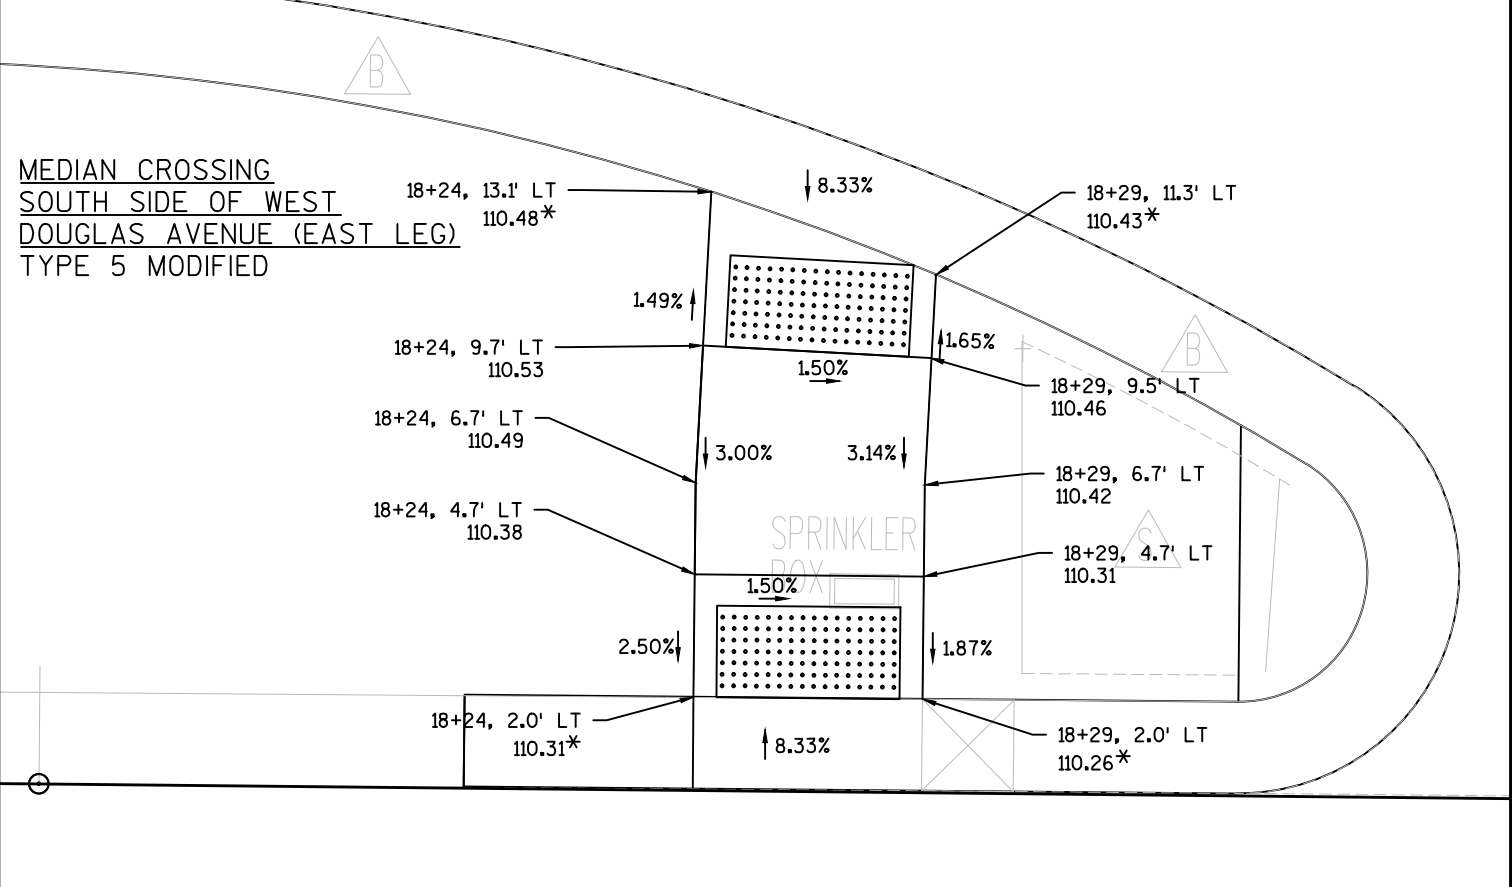 B
MEDIAN CROSSING
SOUTH SIDE OF WEST
DOUGLAS AVENUE (EAST LEG)
TYPE 5 MODIFIED
18+24, 13.1' LT
110.48*
8.33%
18+29, 11.3' LT
110.43*
1.49%
18+24, 9.7' LT
110.53
1.65%
B
1.50%
18+29, 9.5' LT
110.46
18+24, 6.7' LT
110.49
3.00%
3.14%
18+29, 6.7' LT
110.42
18+24, 4.7' LT
110.38
SPRINKLER
BOX
S
18+29, 4.7' LT
110.31
1.50%
2.50%
1.87%
18+24, 2.0' LT
110.31*
8.33%
18+29, 2.0' LT
110.26*